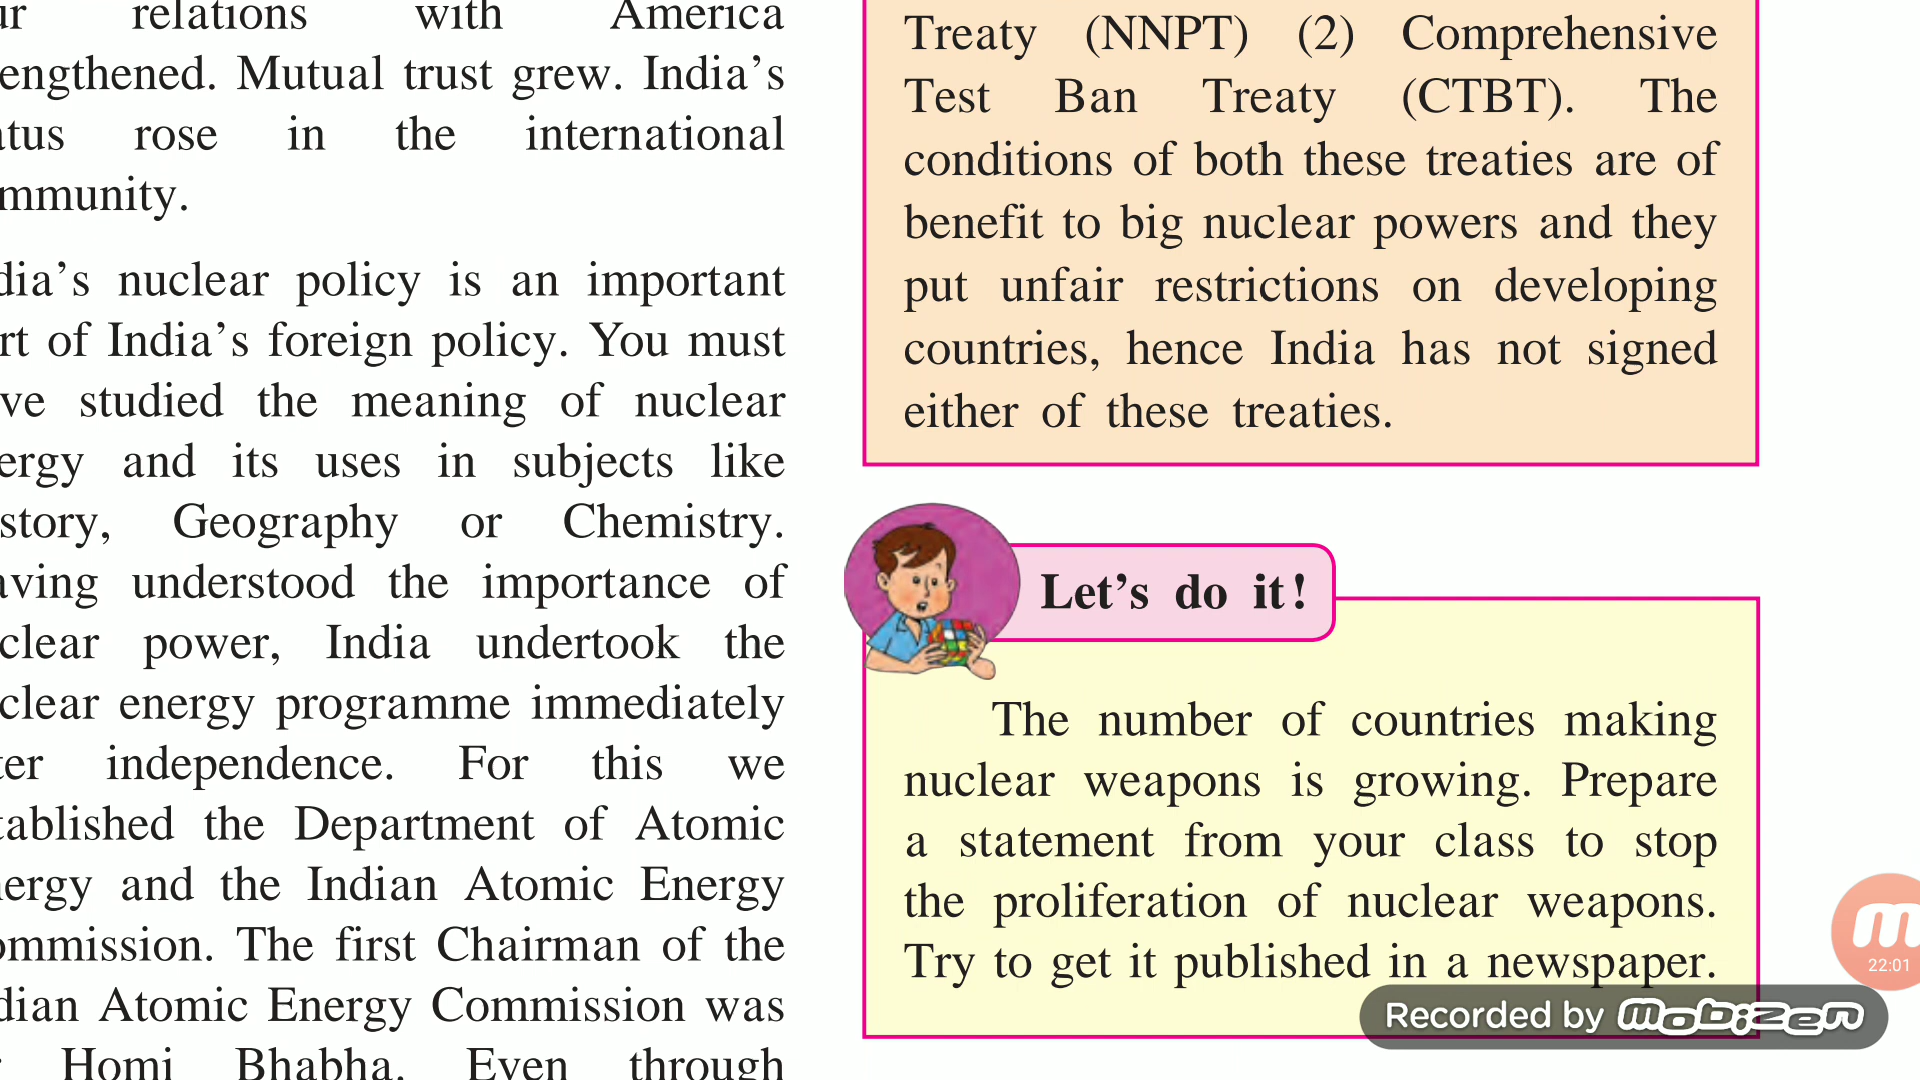 relations with America
engthened. Mutual trust grew. India’s
rose in the international
mmunity.
dia’s nuclear policy is an important
rt of India’s foreign policy. You must
ve studied the meaning of nuclear
ergy and its uses in subjects like
story, Geography or Chemistry.
aving understood the importance of
clear power, India undertook the
clear energy programme immediately
ter independence. For this we
tablished the Department of Atomic
nergy and the Indian Atomic Energy
ommission. The first Chairman of the
dian Atomic Energy Commission was
Homi Bhabha. Even through
Treaty (NNPT) (2) Comprehensive
Test Ban Treaty (CTBT). The
conditions of both these treaties are of
benefit to big nuclear powers and they
put unfair restrictions on developing
countries, hence India has not signed
either of these treaties.
Let’s do it!
The number of countries making
nuclear weapons is growing. Prepare
a statement from your class to stop
the proliferation of nuclear weapons.
Try to get it published in a newspaper.
22:01
Recorded by mobizen